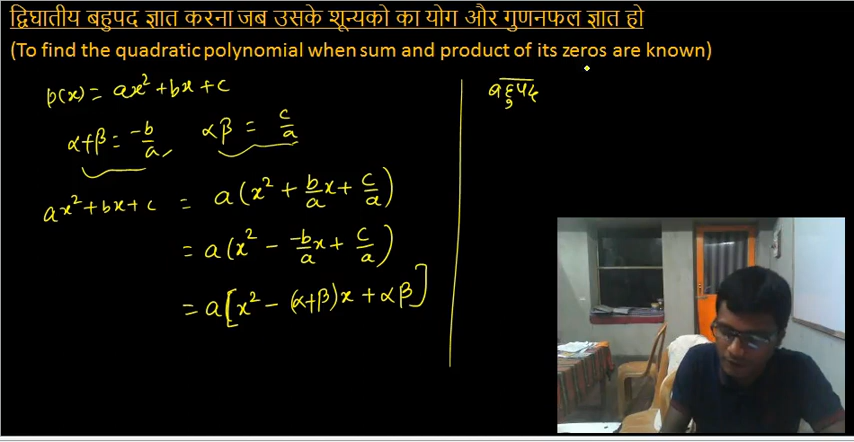 द्विघातीय बहुपद ज्ञात करना जब उसके शून्यको का योग और गुणनफल ज्ञात हो
(To find the quadratic polynomial when sum and product of its zeros are known)
p(x) = ax² + bx + c
α+β = -b/a, αβ = c/a
ax² + bx + c = a(x² + b/a x + c/a)
= a(x² - -b/a x + c/a)
= a[x² - (α+β)x + αβ]
बहुपद